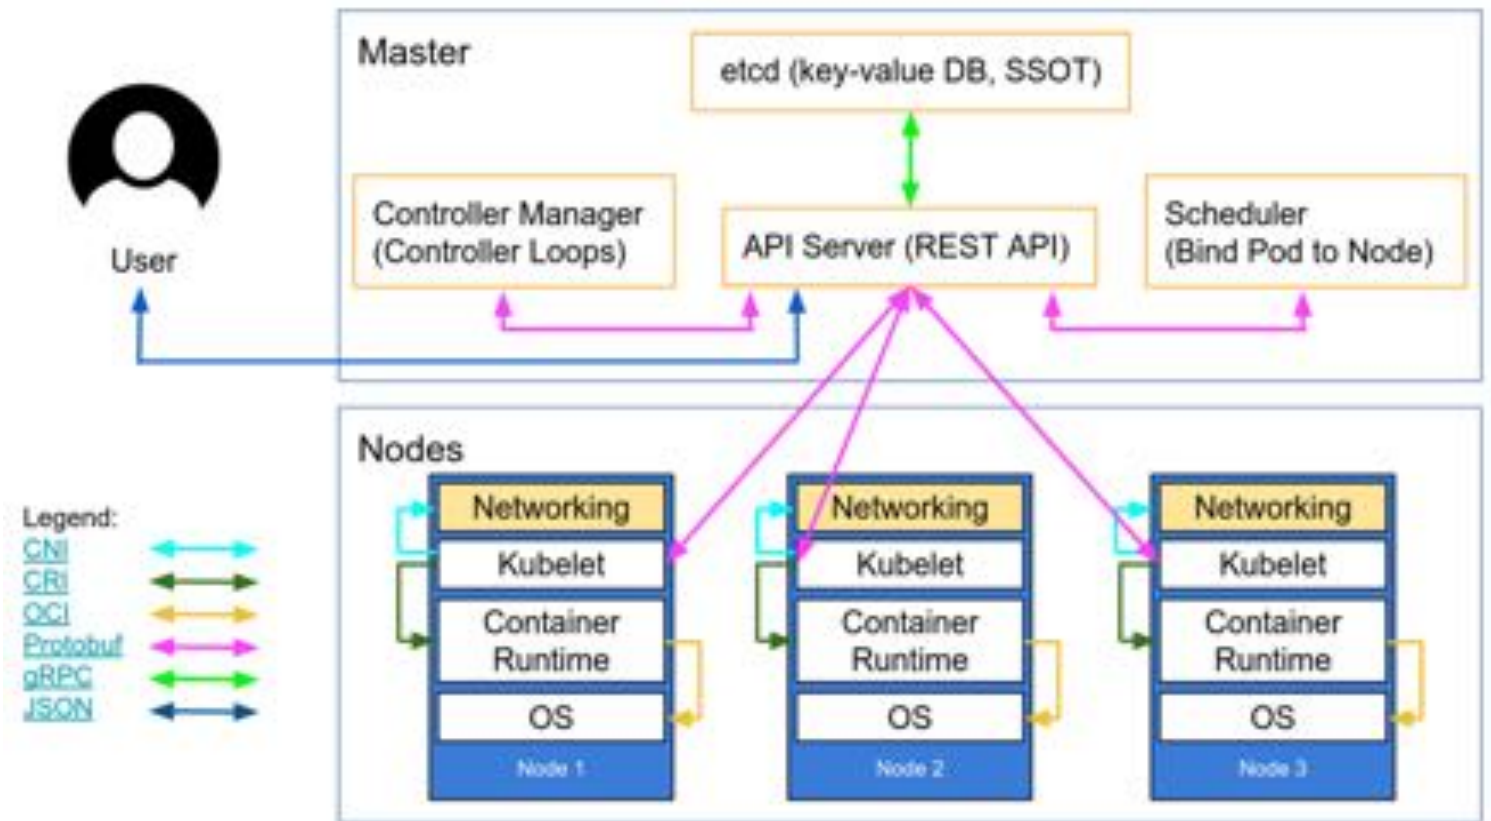 Master
etcd (key-value DB, SSOT)
Controller Manager
(Controller Loops)
API Server (REST API)
Scheduler
(Bind Pod to Node)
User
Nodes
Networking
Kubelet
Container
Runtime
OS
Node 1
Networking
Kubelet
Container
Runtime
OS
Node 2
Networking
Kubelet
Container
Runtime
OS
Node 3
Legend:
CNI
CRI
OCI
Protobuf
gRPC
JSON